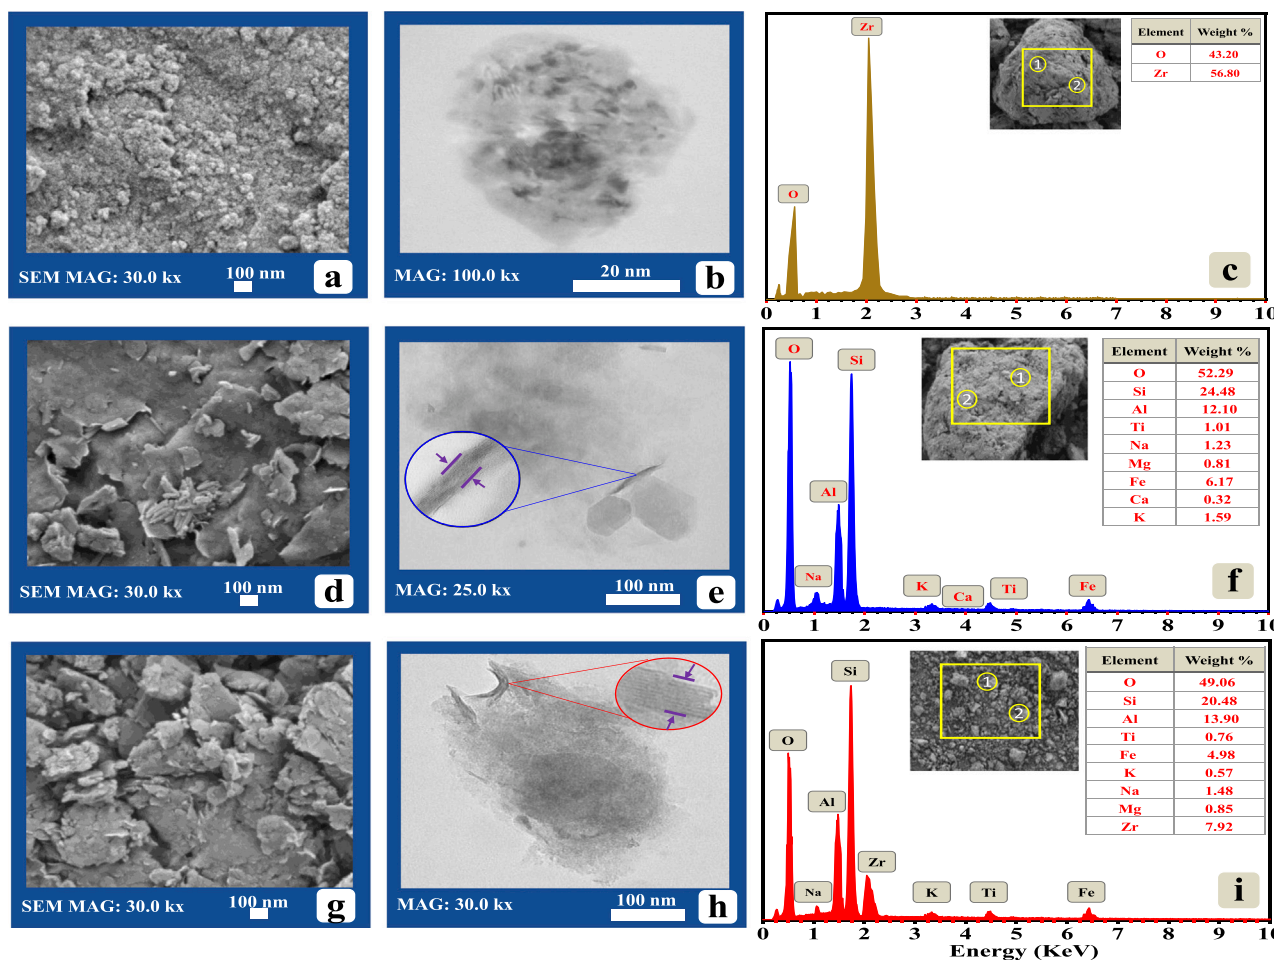 SEM MAG: 30.0 kx 100 nm a
MAG: 100.0 kx 20 nm b
Zr
O
1
2
Element Weight %
O 43.20
Zr 56.80
c
0 1 2 3 4 5 6 7 8 9 10
SEM MAG: 30.0 kx 100 nm d
MAG: 25.0 kx 100 nm e
O
Si
Al
Na
K
Ca
Ti
Fe
1
2
Element Weight %
O 52.29
Si 24.48
Al 12.10
Ti 1.01
Na 1.23
Mg 0.81
Fe 6.17
Ca 0.32
K 1.59
f
0 1 2 3 4 5 6 7 8 9 10
SEM MAG: 30.0 kx 100 nm g
MAG: 30.0 kx 100 nm h
Si
O
Al
Zr
Na
K
Ti
Fe
1
2
Element Weight %
O 49.06
Si 20.48
Al 13.90
Ti 0.76
Fe 4.98
K 0.57
Na 1.48
Mg 0.85
Zr 7.92
i
0 1 2 3 4 5 6 7 8 9 10
Energy (KeV)